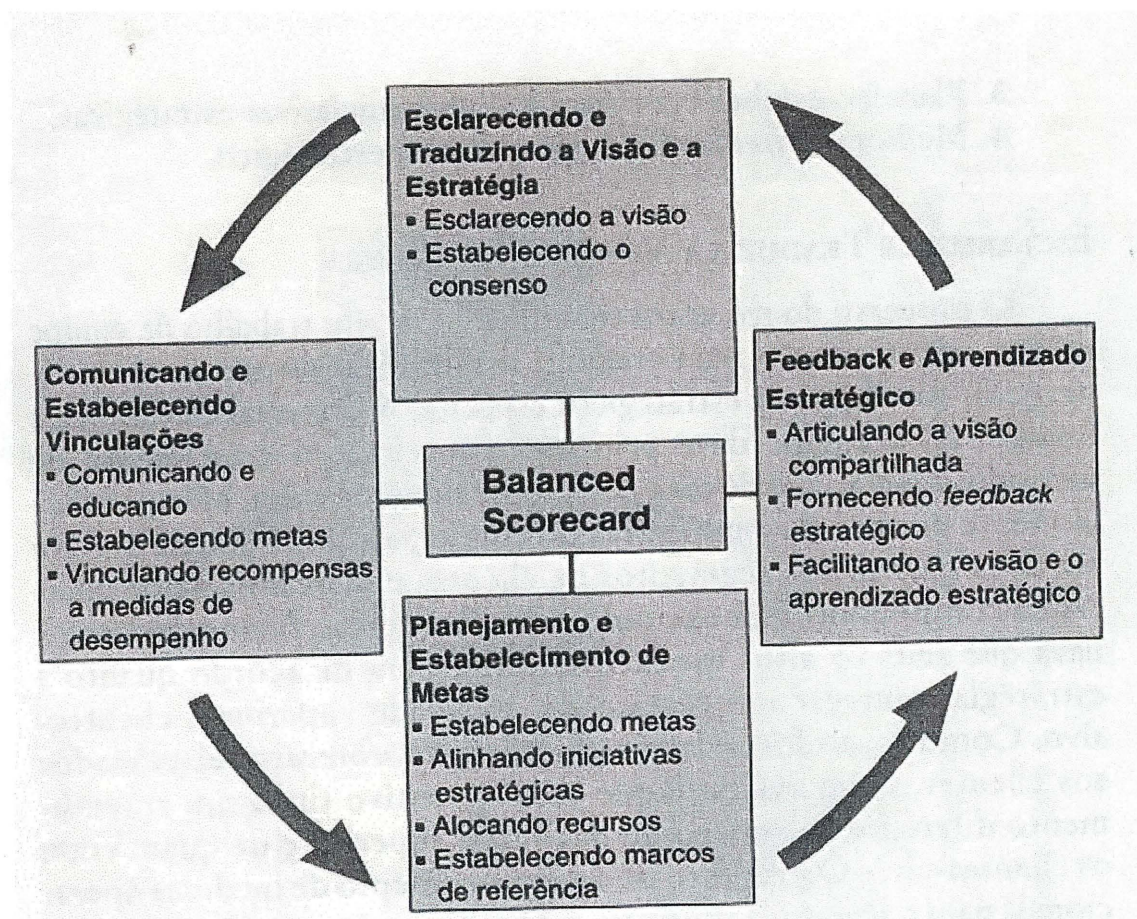 Esclarecendo e
Traduzindo a Visão e a
Estratégia
▪ Esclarecendo a visão
▪ Estabelecendo o
consenso
Comunicando e
Estabelecendo
Vinculações
▪ Comunicando e
educando
▪ Estabelecendo metas
▪ Vinculando recompensas
a medidas de
desempenho
Balanced
Scorecard
Feedback e Aprendizado
Estratégico
▪ Articulando a visão
compartilhada
▪ Fornecendo feedback
estratégico
▪ Facilitando a revisão e o
aprendizado estratégico
Planejamento e
Estabelecimento de
Metas
▪ Estabelecendo metas
▪ Alinhando iniciativas
estratégicas
▪ Alocando recursos
▪ Estabelecendo marcos
de referência